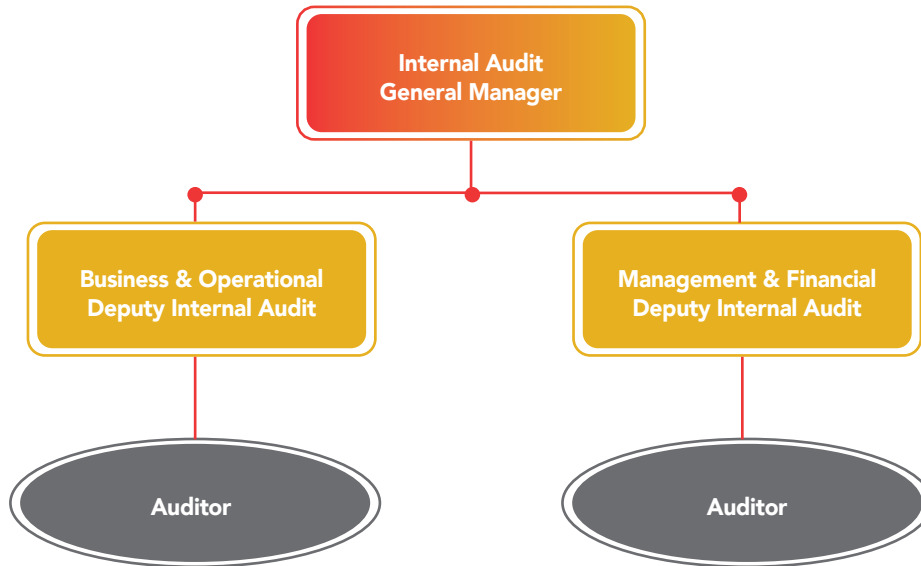 Internal Audit
General Manager
Business & Operational
Deputy Internal Audit
Management & Financial
Deputy Internal Audit
Auditor
Auditor